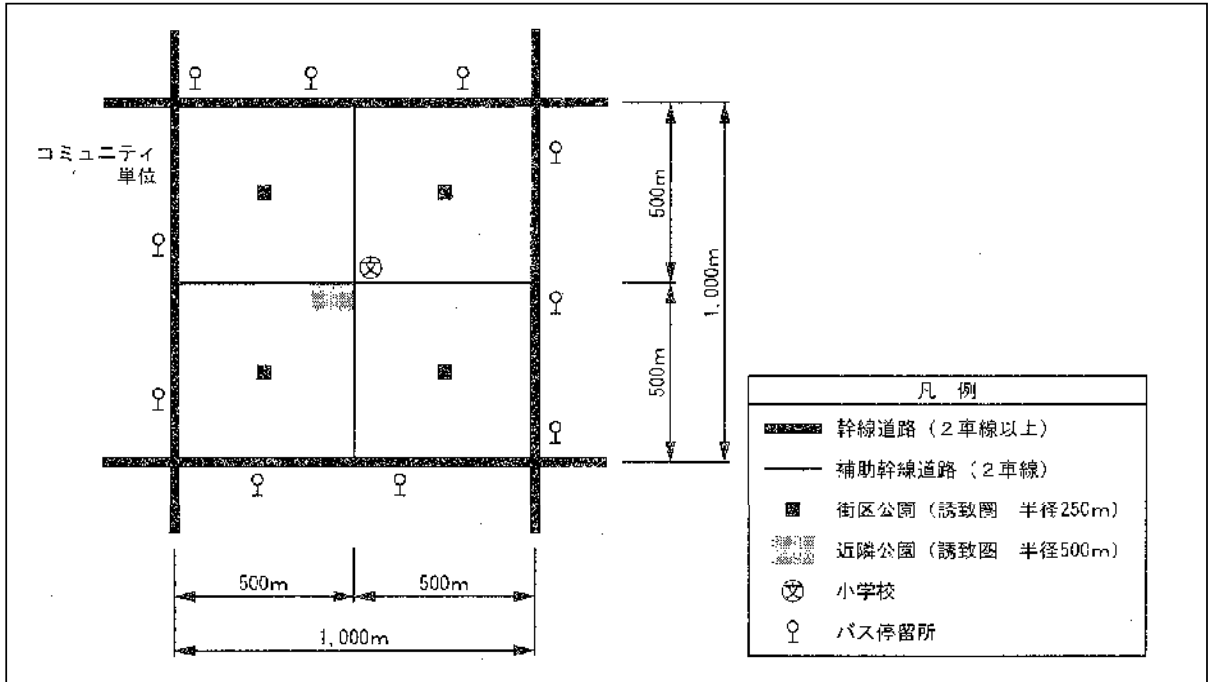 コミュニティ
単位
文
500m
500m
1,000m
500m
500m
1,000m
凡 例
幹線道路（２車線以上）
補助幹線道路（２車線）
街区公園（誘致圏 半径250m）
近隣公園（誘致圏 半径500m）
文 小学校
バス停留所